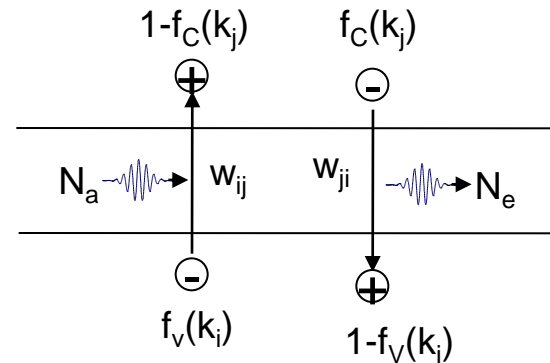 1-f_C(k_j) f_C(k_j)
+ -
N_a w_ij w_ji N_e
- +
f_v(k_i) 1-f_V(k_i)